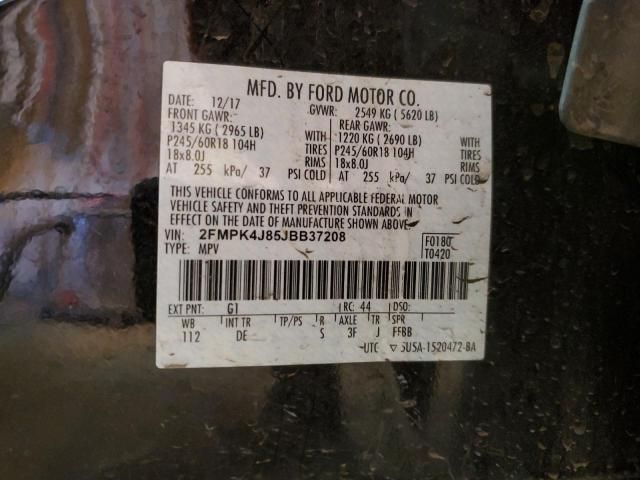 MFD. BY FORD MOTOR CO.
DATE: 12/17 GVWR: 2549 KG ( 5620 LB)
FRONT GAWR: REAR GAWR:
1345 KG ( 2965 LB) WITH 1220 KG ( 2690 LB) WITH
P245/60R18 104H TIRES P245/60R18 104H TIRES
18x8.0J RIMS 18x8.0J RIMS
AT 255 kPa/ 37 PSI COLD AT 255 kPa/ 37 PSI COLD
THIS VEHICLE CONFORMS TO ALL APPLICABLE FEDERAL MOTOR
VEHICLE SAFETY AND THEFT PREVENTION STANDARDS IN
EFFECT ON THE DATE OF MANUFACTURE SHOWN ABOVE.
VIN: 2FMPK4J85JBB37208 F0180
TYPE: MPV T0420
EXT PNT: G1 RC: 44 DSO:
WB INT TR TP/PS R AXLE TR SPR
112 DE S 3F J FFBB
UTC ▽ 5U5A-1520472-BA